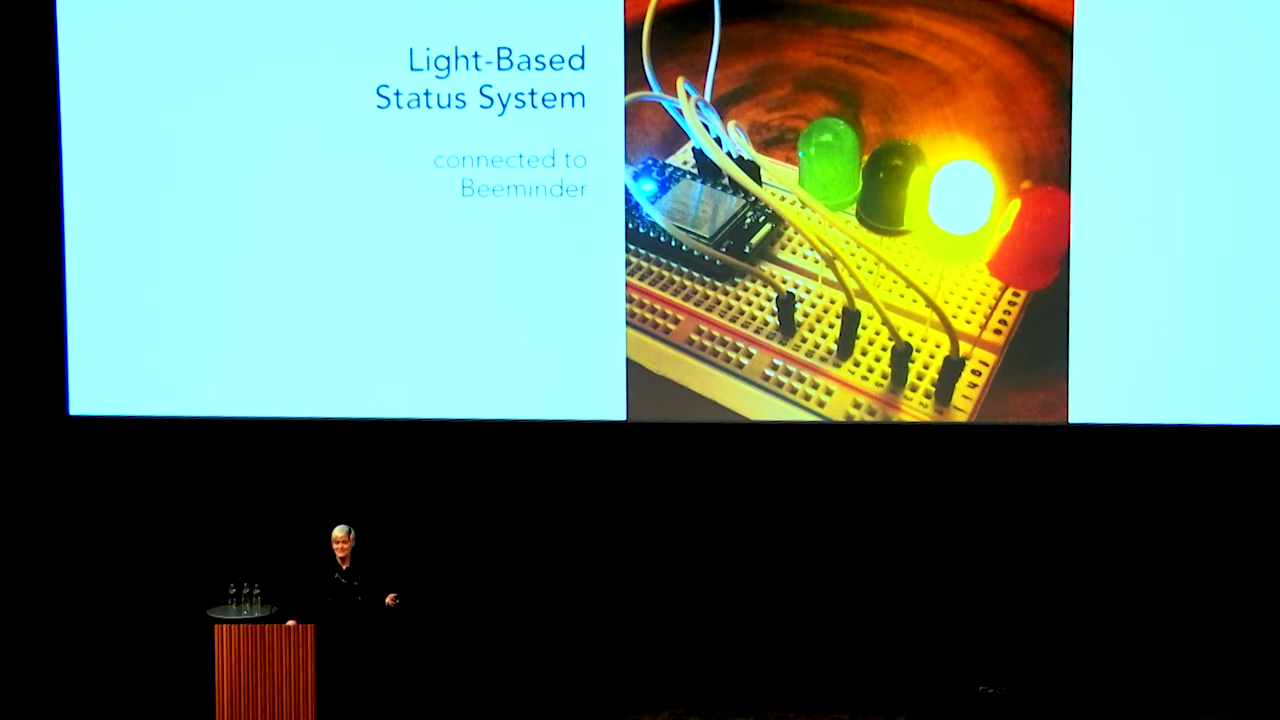 Light-Based
Status System
connected to
Beeminder